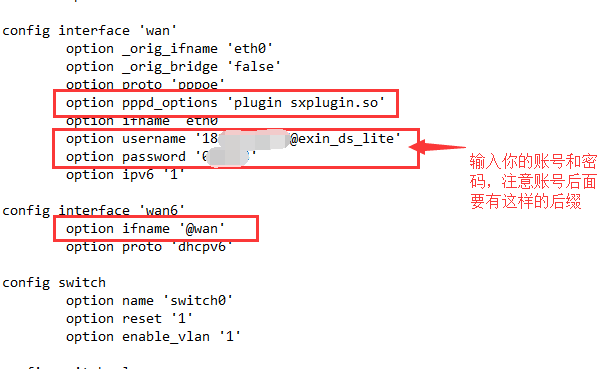 config interface 'wan'
option _orig_ifname 'eth0'
option _orig_bridge 'false'
option proto 'pppoe'
option pppd_options 'plugin sxplugin.so'
option ifname 'eth0'
option username '18 @exin_ds_lite'
option password '0
option ipv6 '1'
输入你的账号和密
码，注意账号后面
要有这样的后缀
config interface 'wan6'
option ifname '@wan'
option proto 'dhcpv6'
config switch
option name 'switch0'
option reset '1'
option enable_vlan '1'